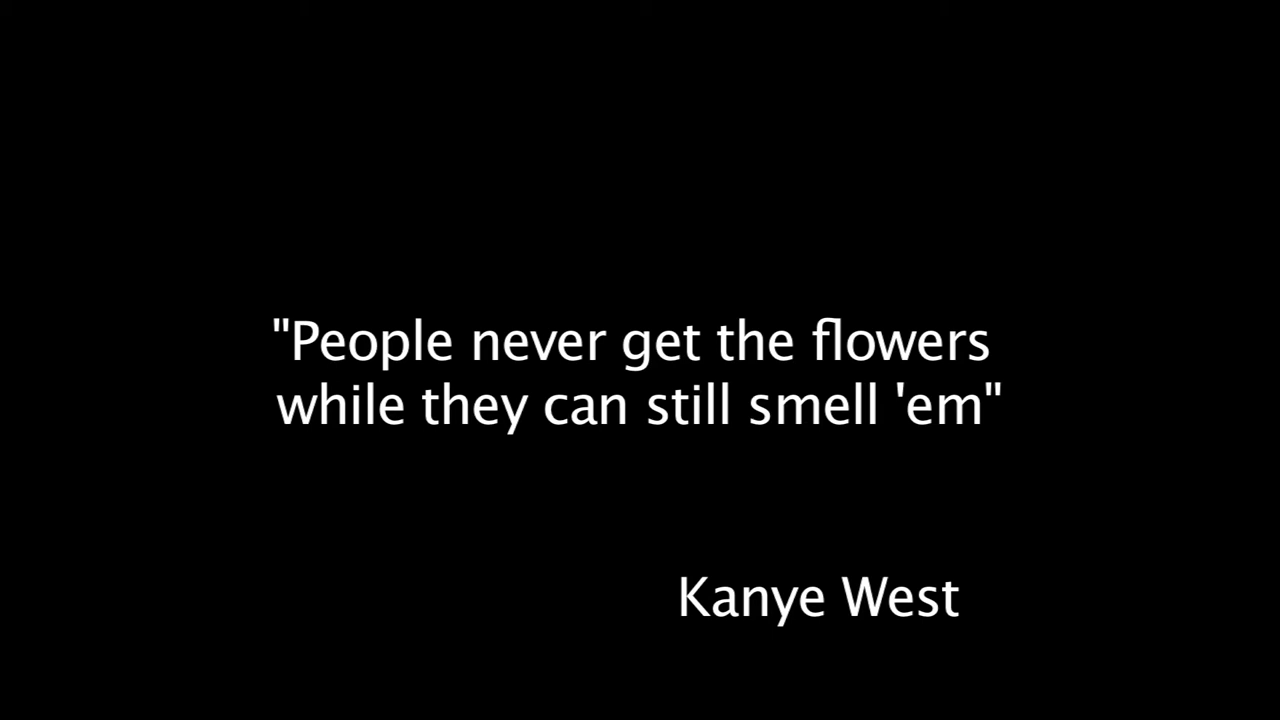 "People never get the flowers
while they can still smell 'em"
Kanye West